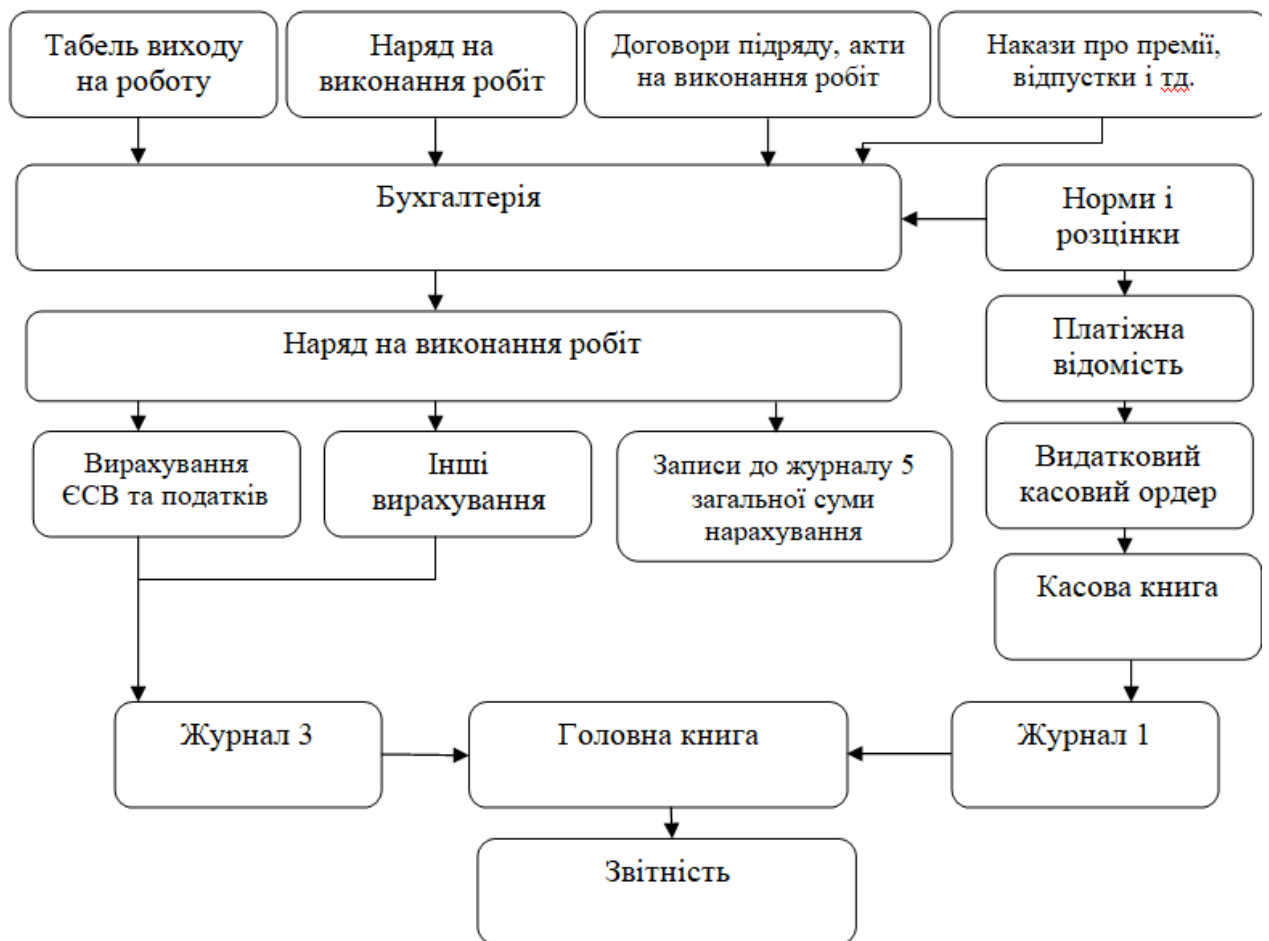 Табель виходу
на роботу
Наряд на
виконання робіт
Договори підряду, акти
на виконання робіт
Накази про премії,
відпустки і тд.
Бухгалтерія
Норми і
розцінки
Наряд на виконання робіт
Платіжна
відомість
Вирахування
ЄСВ та податків
Інші
вирахування
Записи до журналу 5
загальної суми
нарахування
Видатковий
касовий ордер
Касова книга
Журнал 3
Головна книга
Журнал 1
Звітність